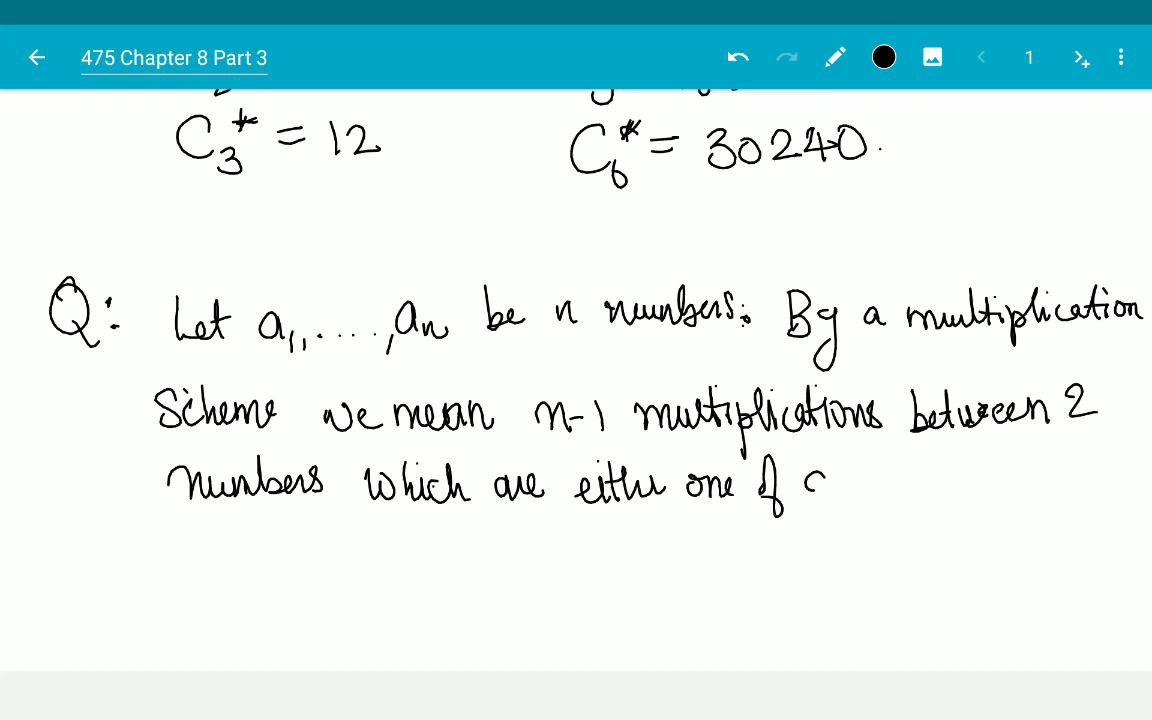 475 Chapter 8 Part 3
1
C₃* = 12
C₆* = 30240.
Q: Let a₁,....,aₙ be n numbers. By a multiplication
Scheme we mean n-1 multiplications between 2
numbers which are either one of